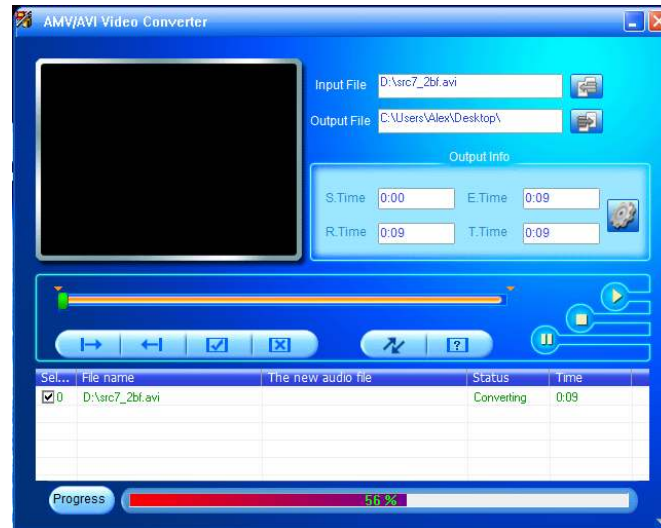 AMV/AVI Video Converter
Input File D:\src7_2bf.avi
Output File C:\Users\Alex\Desktop\
Output Info
S.Time 0:00 E.Time 0:09
R.Time 0:09 T.Time 0:09
Sel... File name The new audio file Status Time
0 D:\src7_2bf.avi Converting 0:09
Progress 56 %